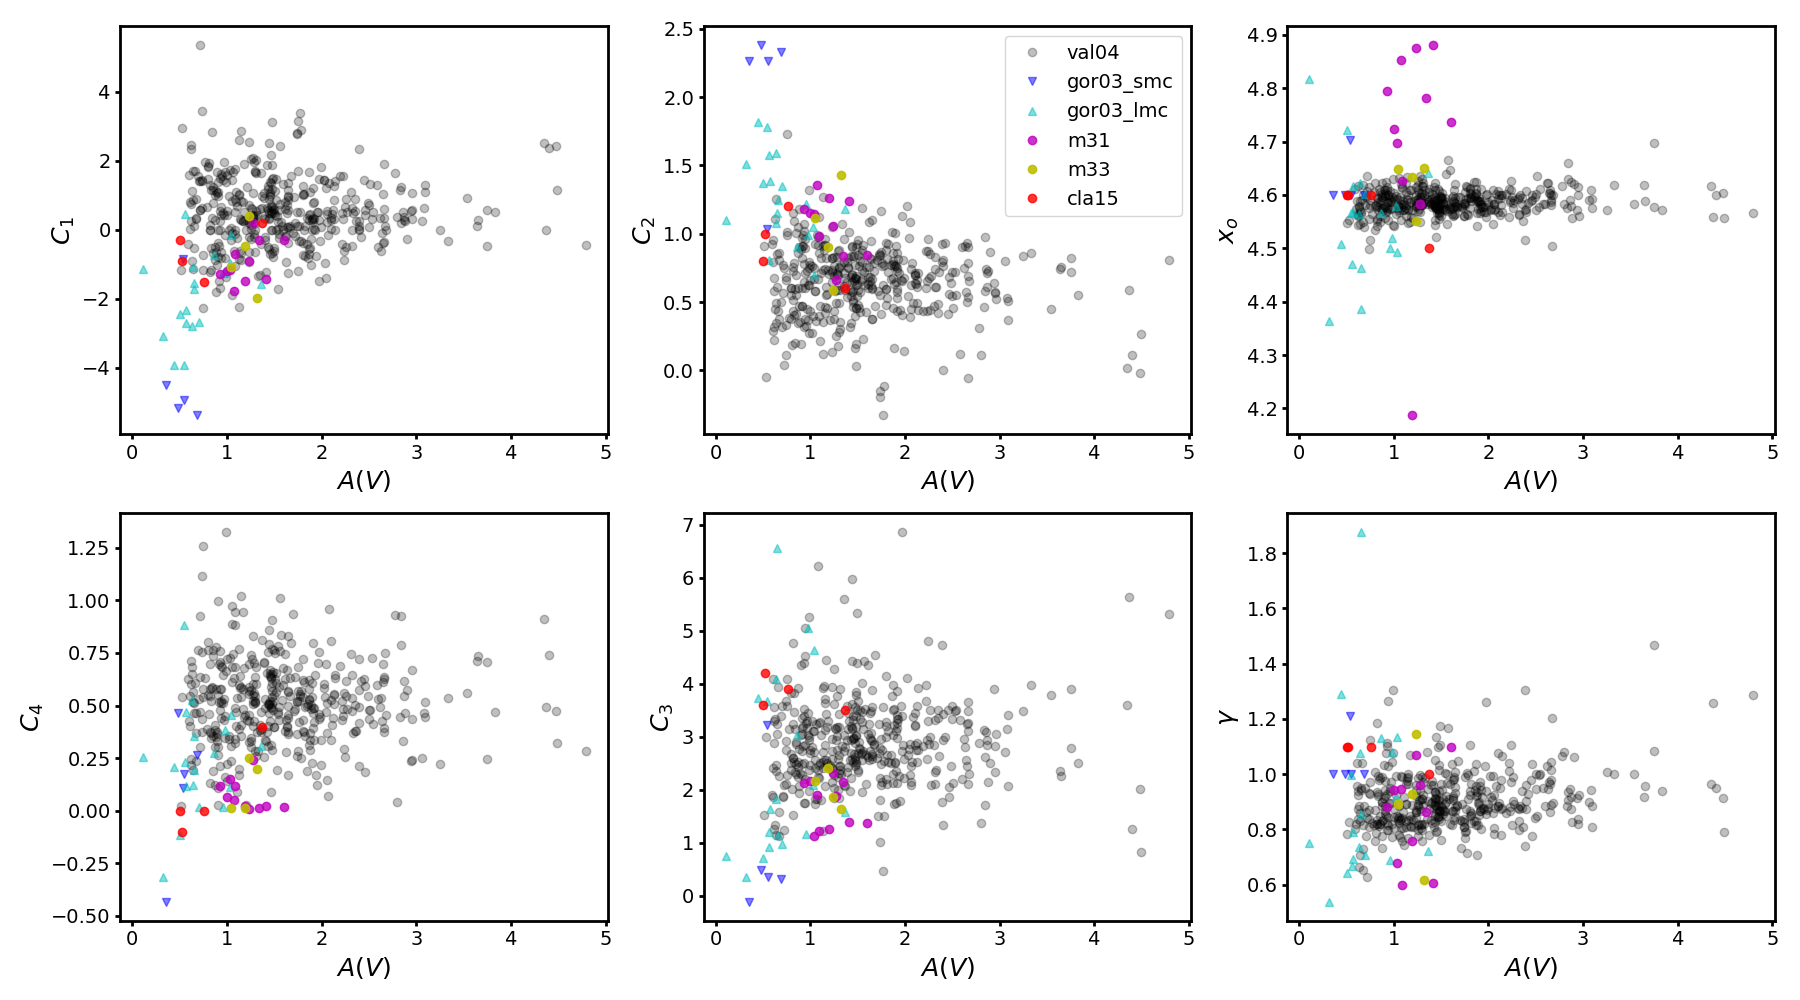 4
2
0
−2
−4
C1
0 1 2 3 4 5
A(V)
2.5
2.0
1.5
1.0
0.5
0.0
C2
0 1 2 3 4 5
A(V)
val04
gor03_smc
gor03_lmc
m31
m33
cla15
4.9
4.8
4.7
4.6
4.5
4.4
4.3
4.2
xo
0 1 2 3 4 5
A(V)
1.25
1.00
0.75
0.50
0.25
0.00
−0.25
−0.50
C4
0 1 2 3 4 5
A(V)
7
6
5
4
3
2
1
0
C3
0 1 2 3 4 5
A(V)
1.8
1.6
1.4
1.2
1.0
0.8
0.6
γ
0 1 2 3 4 5
A(V)